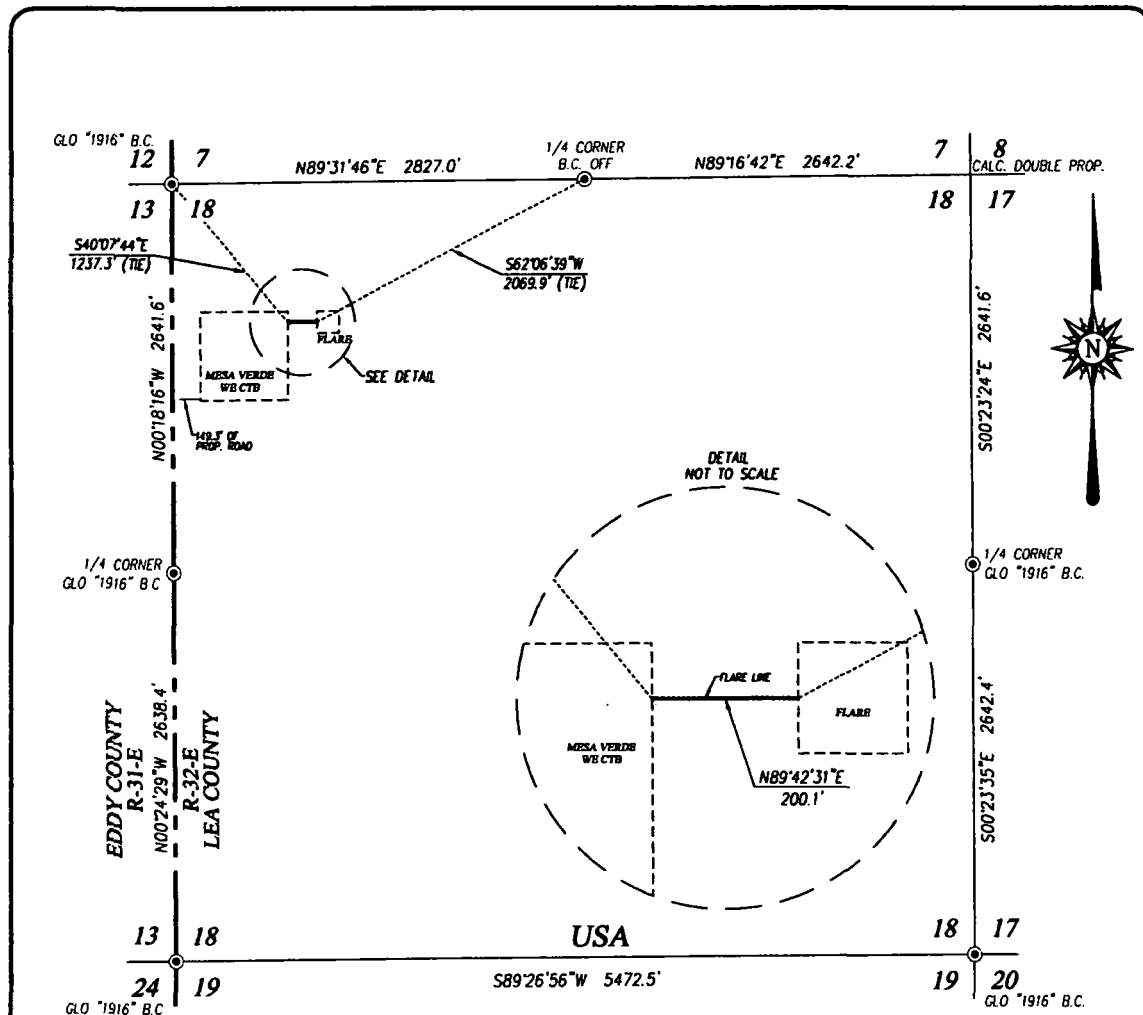 GLO "1916" B.C.
12 7
N89°31'46"E 2827.0'
1/4 CORNER
B.C. OFF
N89°16'42"E 2642.2'
7 8
CALC. DOUBLE PROP.
13 18
18 17
S40°07'44"E
1237.3' (TIE)
S62°06'39"W
2069.9' (TIE)
N00°18'16"W 2641.6'
S00°23'24"E 2641.6'
N
FLARE
MESA VERDE
WE CTB
SEE DETAIL
149.3' OF
PROP. ROAD
DETAIL
NOT TO SCALE
1/4 CORNER
GLO "1916" B.C
1/4 CORNER
GLO "1916" B.C.
FLARE LINE
FLARE
MESA VERDE
WE CTB
N89°42'31"E
200.1'
EDDY COUNTY
R-31-E
N00°24'29"W 2638.4'
R-32-E
LEA COUNTY
S00°23'35"E 2642.4'
13 18
USA
18 17
S89°26'56"W 5472.5'
24 19
GLO "1916" B.C
19 20
GLO "1916" B.C.